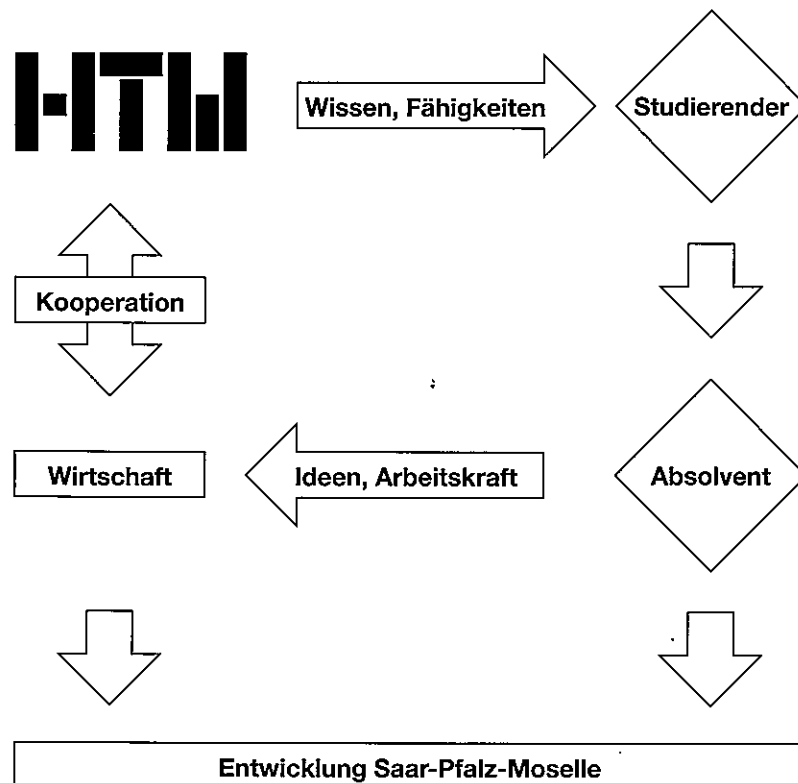 HTW
Wissen, Fähigkeiten
Studierender
Kooperation
Wirtschaft
Ideen, Arbeitskraft
Absolvent
Entwicklung Saar-Pfalz-Moselle